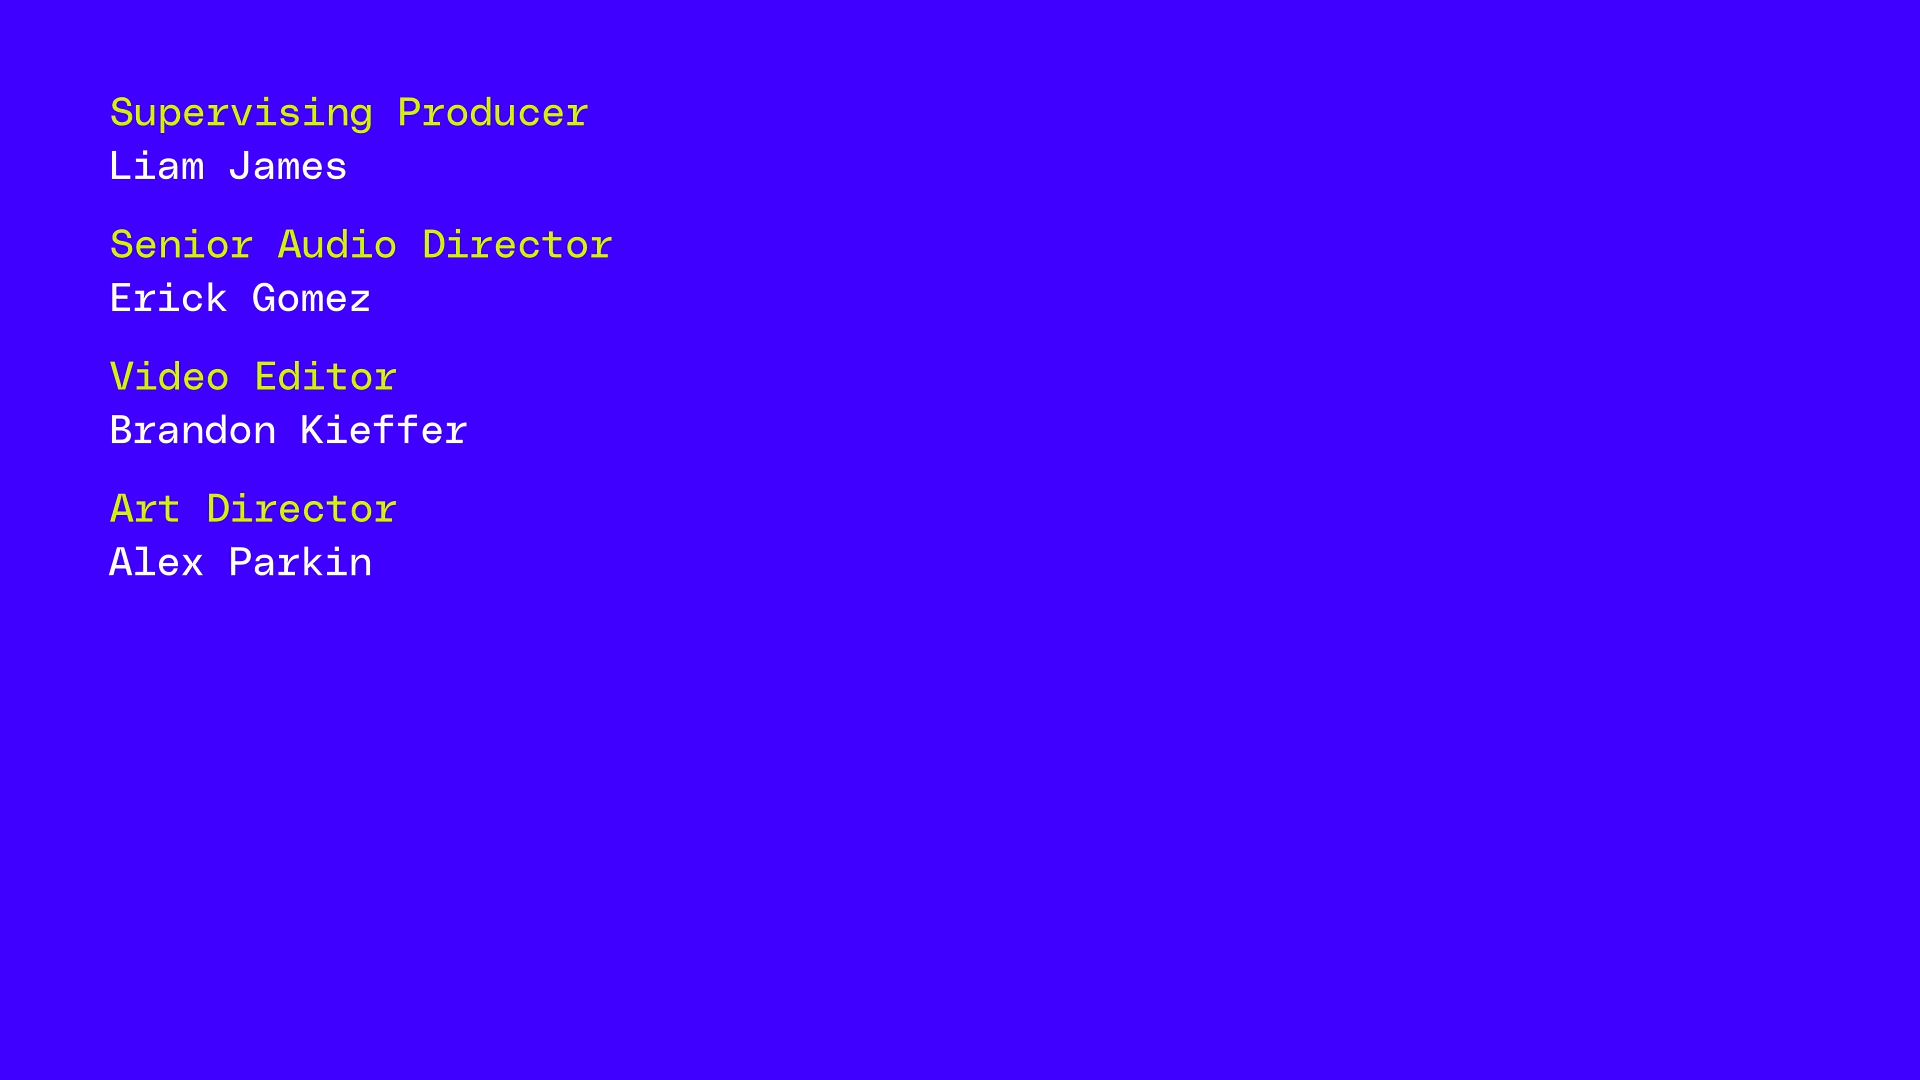 Supervising Producer
Liam James
Senior Audio Director
Erick Gomez
Video Editor
Brandon Kieffer
Art Director
Alex Parkin